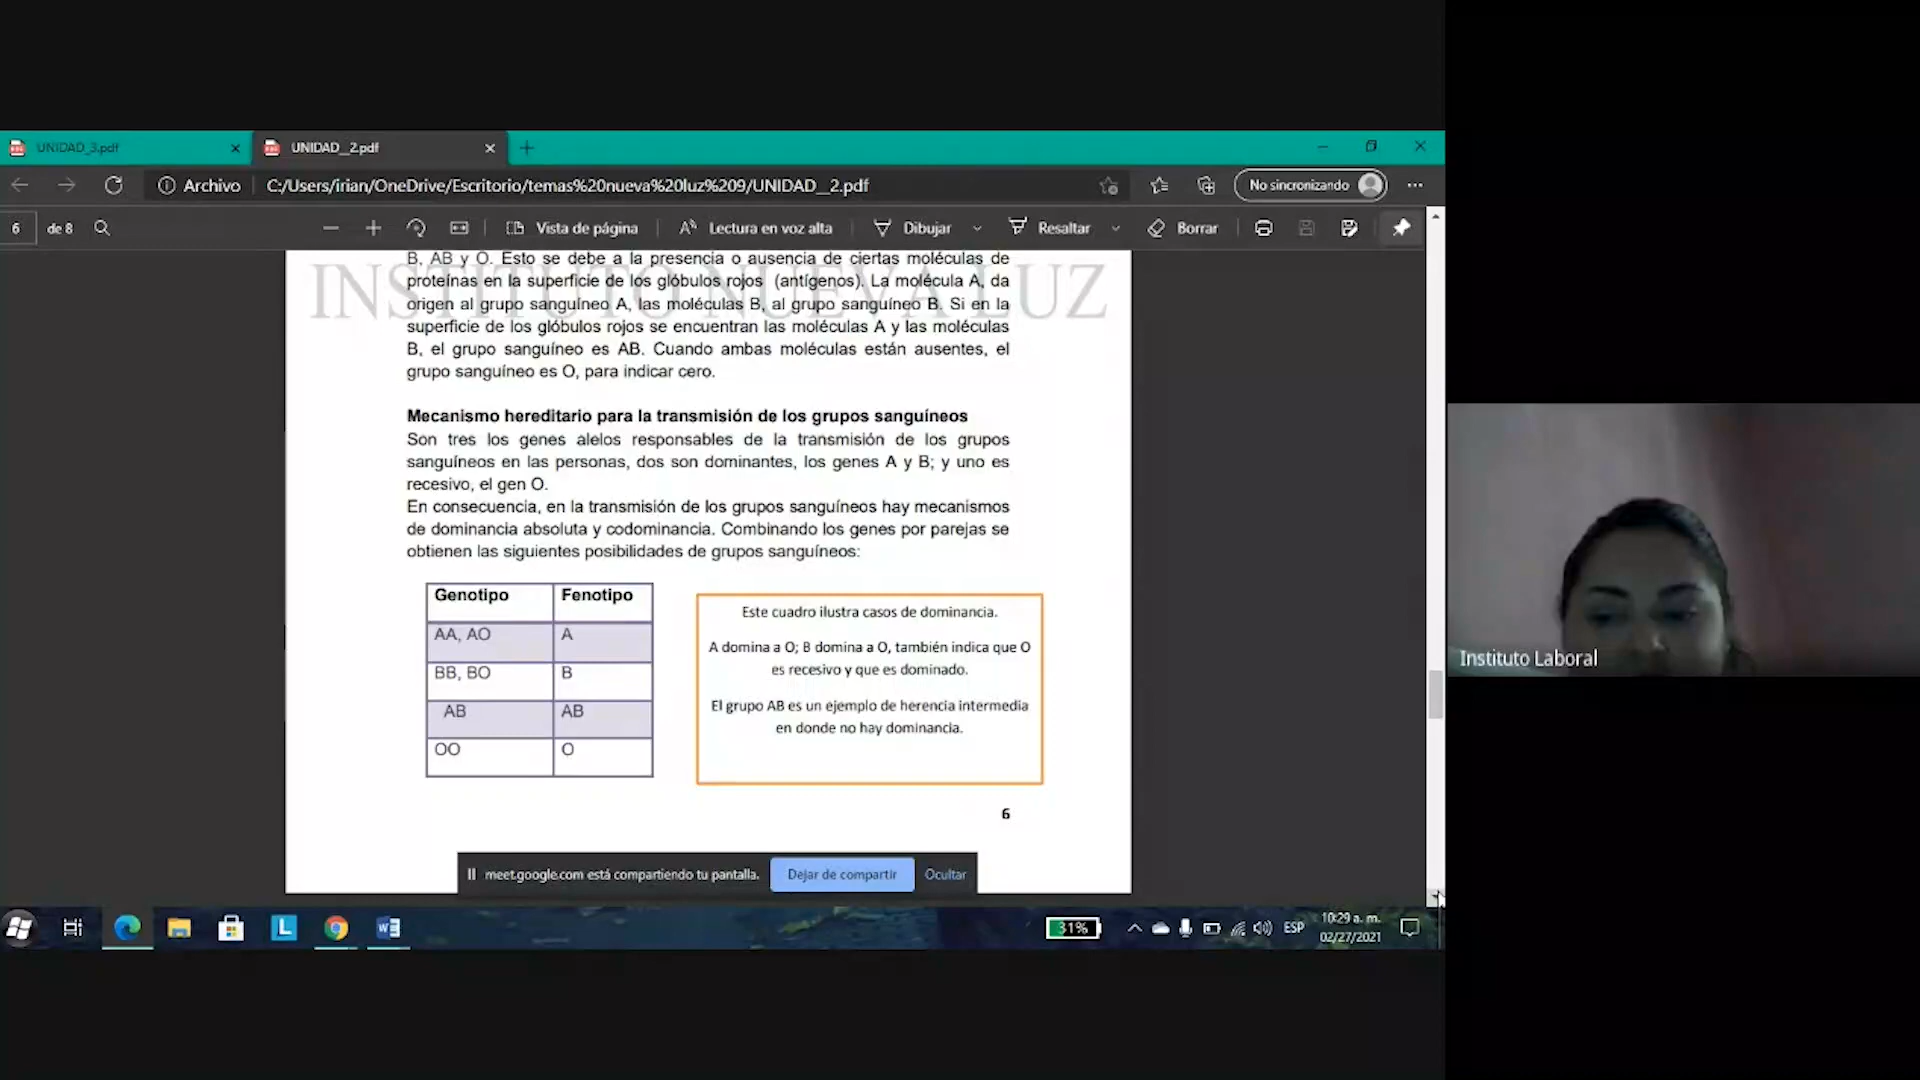 UNIDAD_3.pdf
UNIDAD__2.pdf
Archivo
C:/Users/irian/OneDrive/Escritorio/temas%20nueva%20luz%209/UNIDAD__2.pdf
No sincronizando
6
de 8
Vista de página
Lectura en voz alta
Dibujar
Resaltar
Borrar
INSTITUTO NUEVA LUZ
B, AB y O. Esto se debe a la presencia o ausencia de ciertas moléculas de
proteínas en la superficie de los glóbulos rojos (antígenos). La molécula A, da
origen al grupo sanguíneo A, las moléculas B, al grupo sanguíneo B. Si en la
superficie de los glóbulos rojos se encuentran las moléculas A y las moléculas
B, el grupo sanguíneo es AB. Cuando ambas moléculas están ausentes, el
grupo sanguíneo es O, para indicar cero.
Mecanismo hereditario para la transmisión de los grupos sanguíneos
Son tres los genes alelos responsables de la transmisión de los grupos
sanguíneos en las personas, dos son dominantes, los genes A y B; y uno es
recesivo, el gen O.
En consecuencia, en la transmisión de los grupos sanguíneos hay mecanismos
de dominancia absoluta y codominancia. Combinando los genes por parejas se
obtienen las siguientes posibilidades de grupos sanguíneos:
Genotipo Fenotipo
AA, AO A
BB, BO B
AB AB
OO O
Este cuadro ilustra casos de dominancia.
A domina a O; B domina a O, también indica que O
es recesivo y que es dominado.
El grupo AB es un ejemplo de herencia intermedia
en donde no hay dominancia.
6
meet.google.com está compartiendo tu pantalla.
Dejar de compartir
Ocultar
Instituto Laboral
31%
ESP
10:29 a. m.
02/27/2021